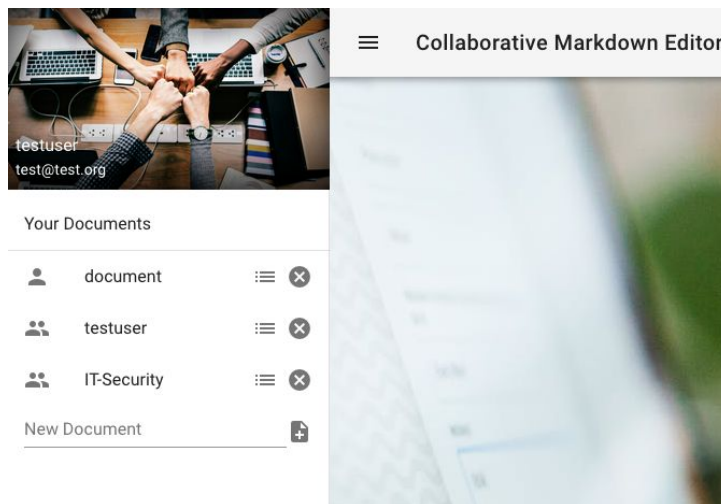 testuser
test@test.org
Collaborative Markdown Editor
Your Documents
document
testuser
IT-Security
New Document